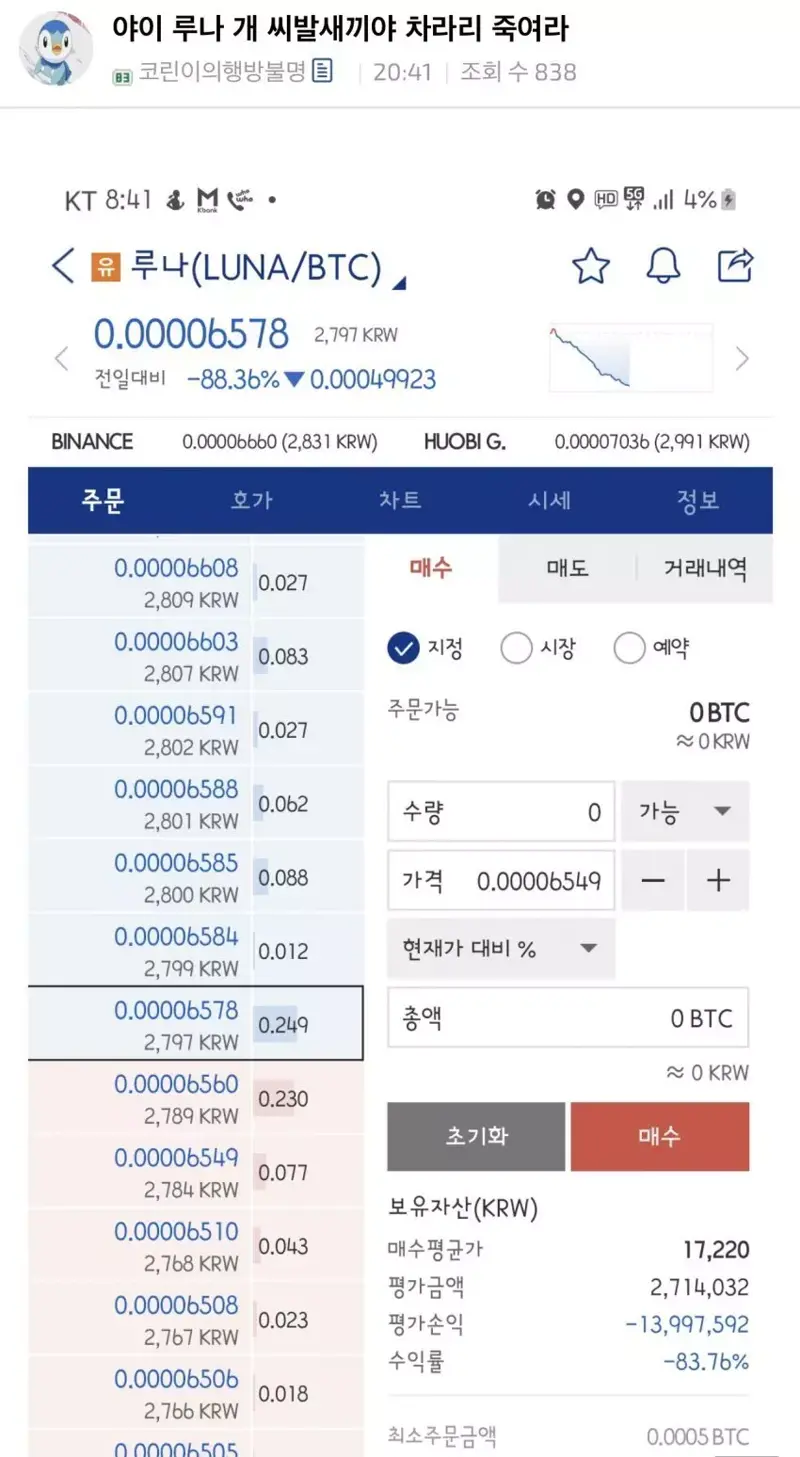 야이 루나 개 씨발새끼야 차라리 죽여라
83 코린이의행방불명 20:41 조회 수 838
KT 8:41 M Kbank who who HD 5G 4%
유 루나(LUNA/BTC)
0.00006578 2,797 KRW
전일대비 -88.36% ▼ 0.00049923
BINANCE 0.00006660 (2,831 KRW) HUOBI G. 0.00007036 (2,991 KRW)
주문 호가 차트 시세 정보
0.00006608
2,809 KRW
0.027
0.00006603
2,807 KRW
0.083
0.00006591
2,802 KRW
0.027
0.00006588
2,801 KRW
0.062
0.00006585
2,800 KRW
0.088
0.00006584
2,799 KRW
0.012
0.00006578
2,797 KRW
0.249
0.00006560
2,789 KRW
0.230
0.00006549
2,784 KRW
0.077
0.00006510
2,768 KRW
0.043
0.00006508
2,767 KRW
0.023
0.00006506
2,766 KRW
0.018
0.00006505
매수 매도 거래내역
지정 시장 예약
주문가능 0 BTC
≈ 0 KRW
수량 0 가능
가격 0.00006549 − +
현재가 대비 %
총액 0 BTC
≈ 0 KRW
초기화 매수
보유자산(KRW)
매수평균가 17,220
평가금액 2,714,032
평가손익 -13,997,592
수익률 -83.76%
최소주문금액 0.0005 BTC